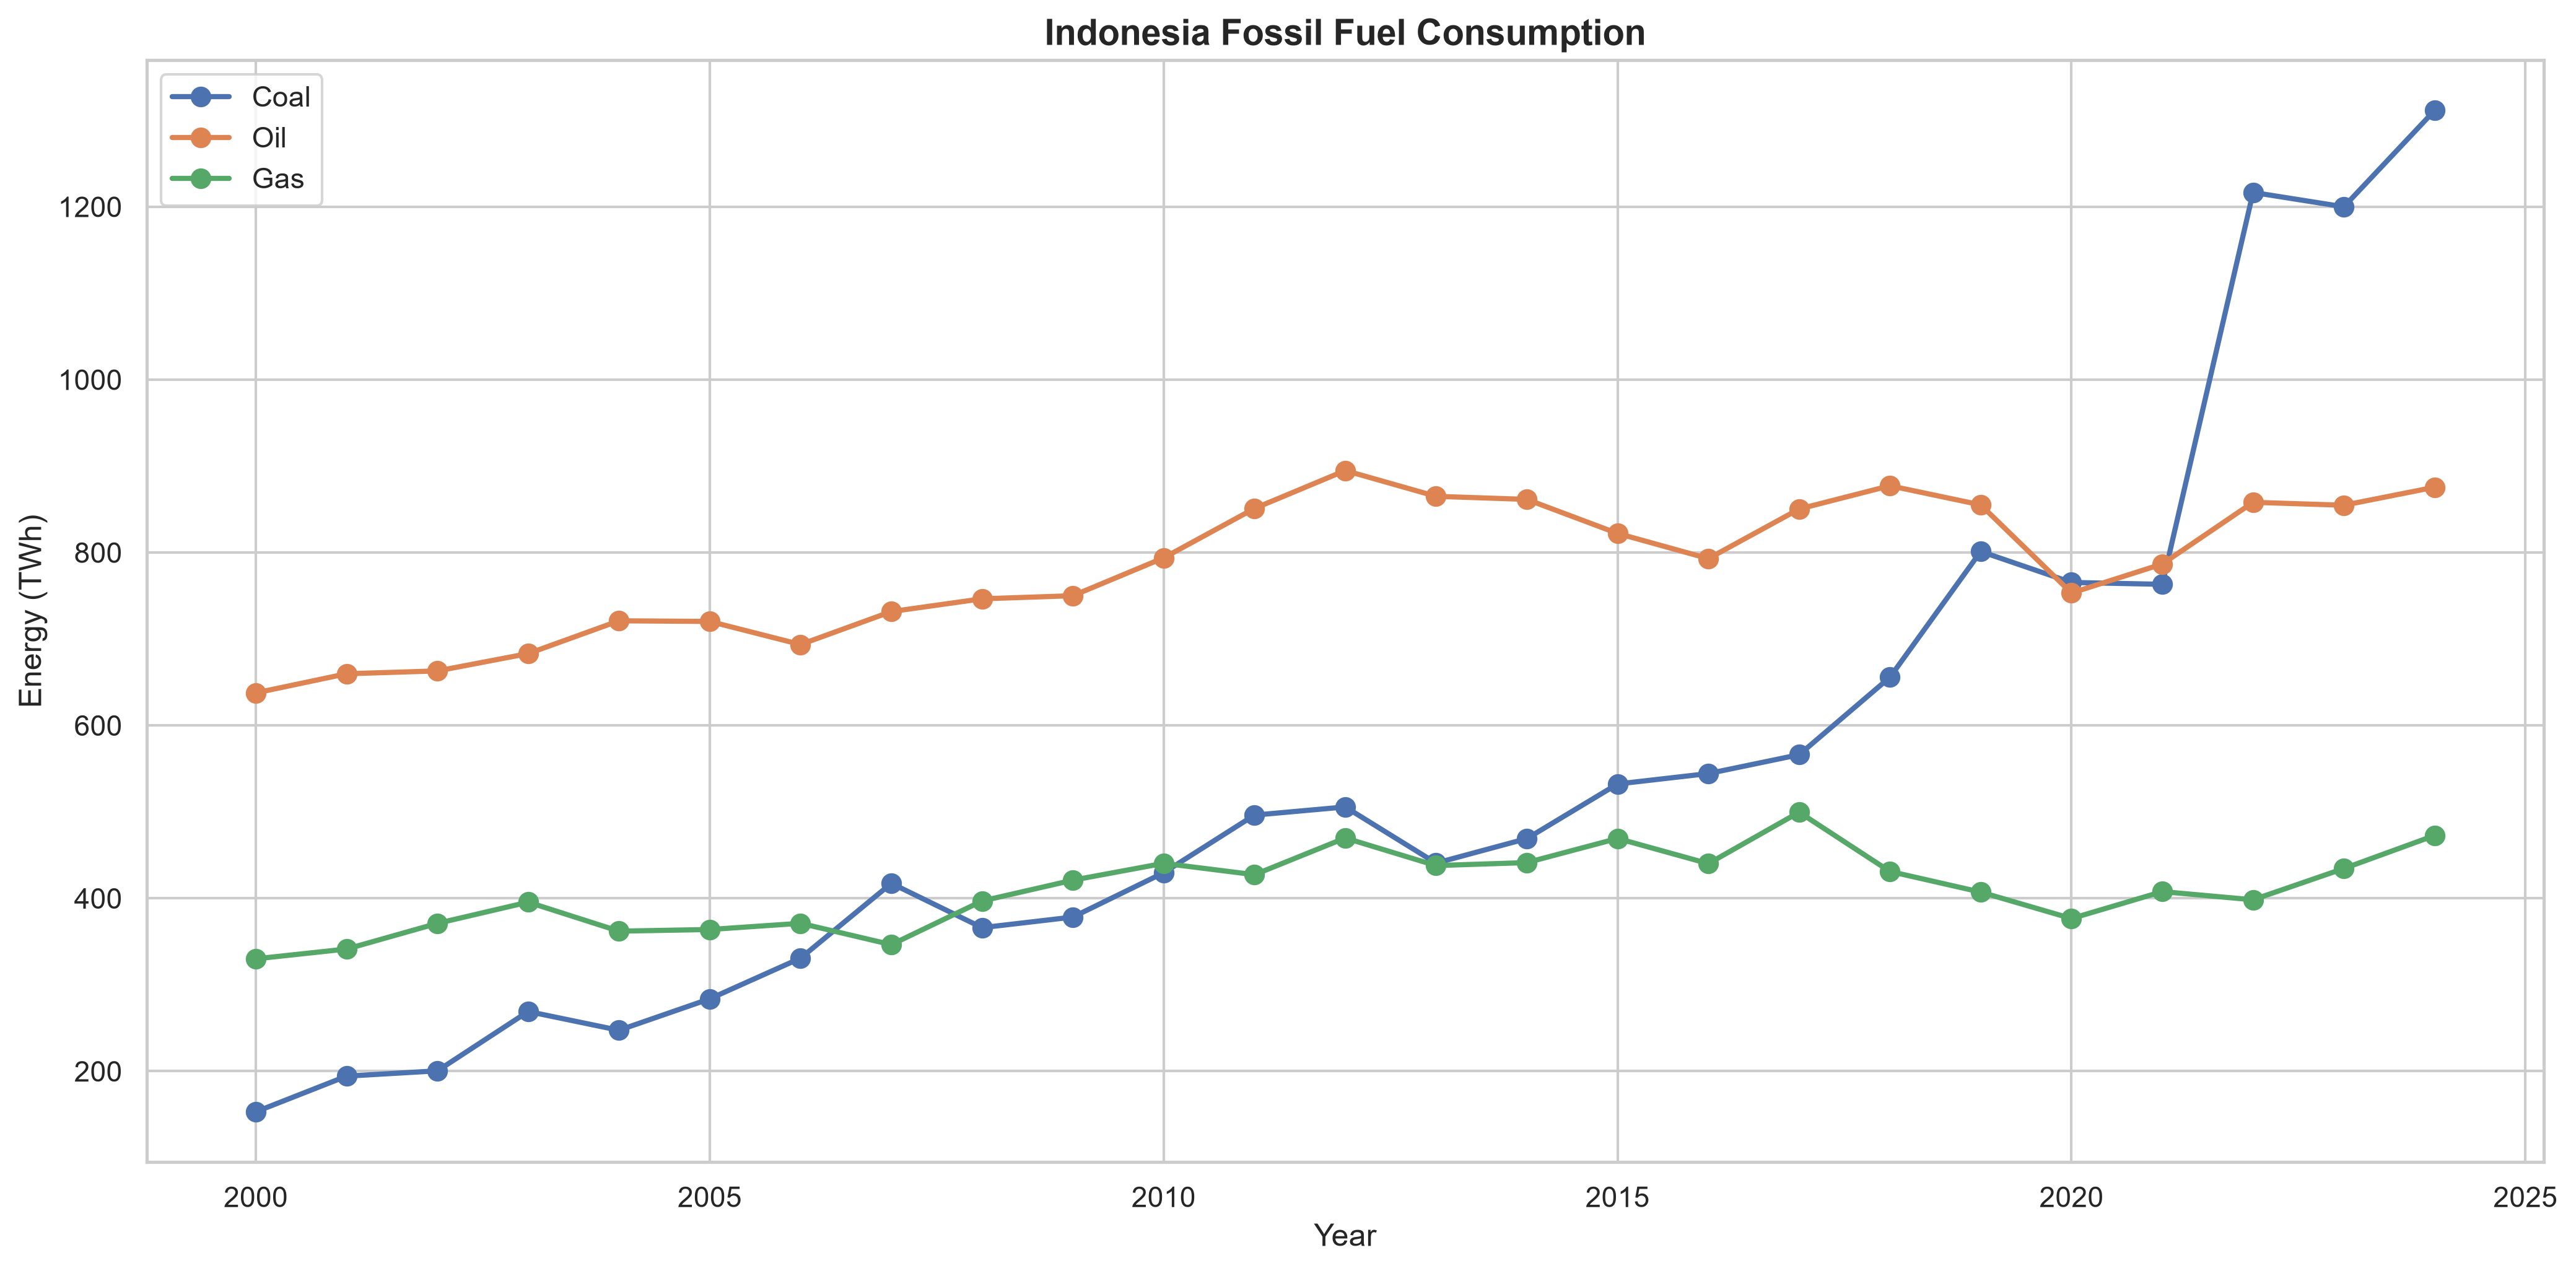 Indonesia Fossil Fuel Consumption
Coal
Oil
Gas
1200
1000
800
600
400
200
Energy (TWh)
2000 2005 2010 2015 2020 2025
Year